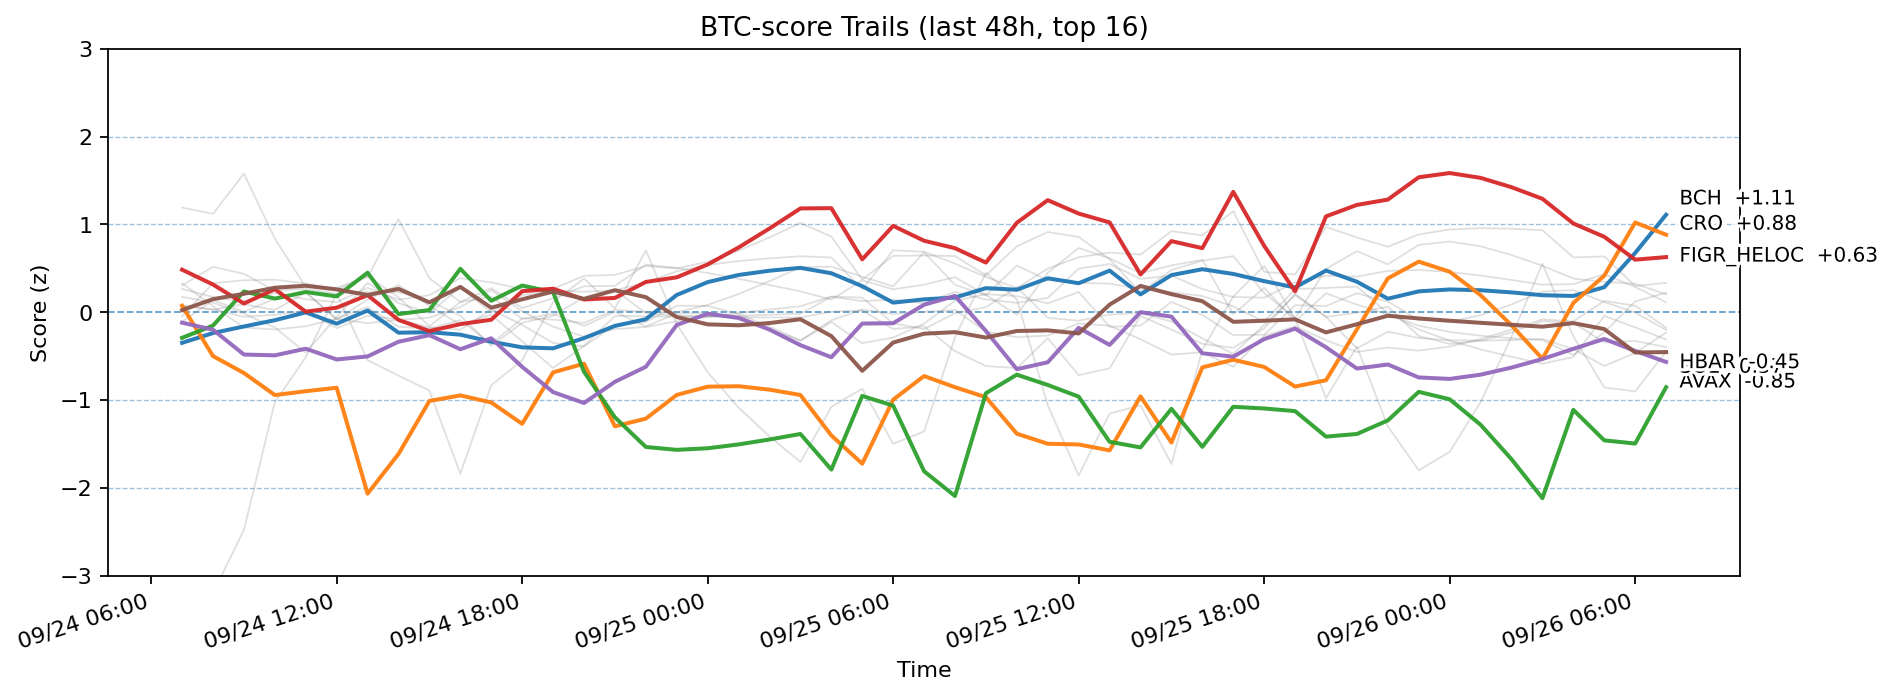 BTC-score Trails (last 48h, top 16)
3
2
1
0
−1
−2
−3
Score (z)
BCH +1.11
CRO +0.88
FIGR_HELOC +0.63
HBAR -0.45
AVAX -0.85
09/24 06:00
09/24 12:00
09/24 18:00
09/25 00:00
09/25 06:00
09/25 12:00
09/25 18:00
09/26 00:00
09/26 06:00
Time